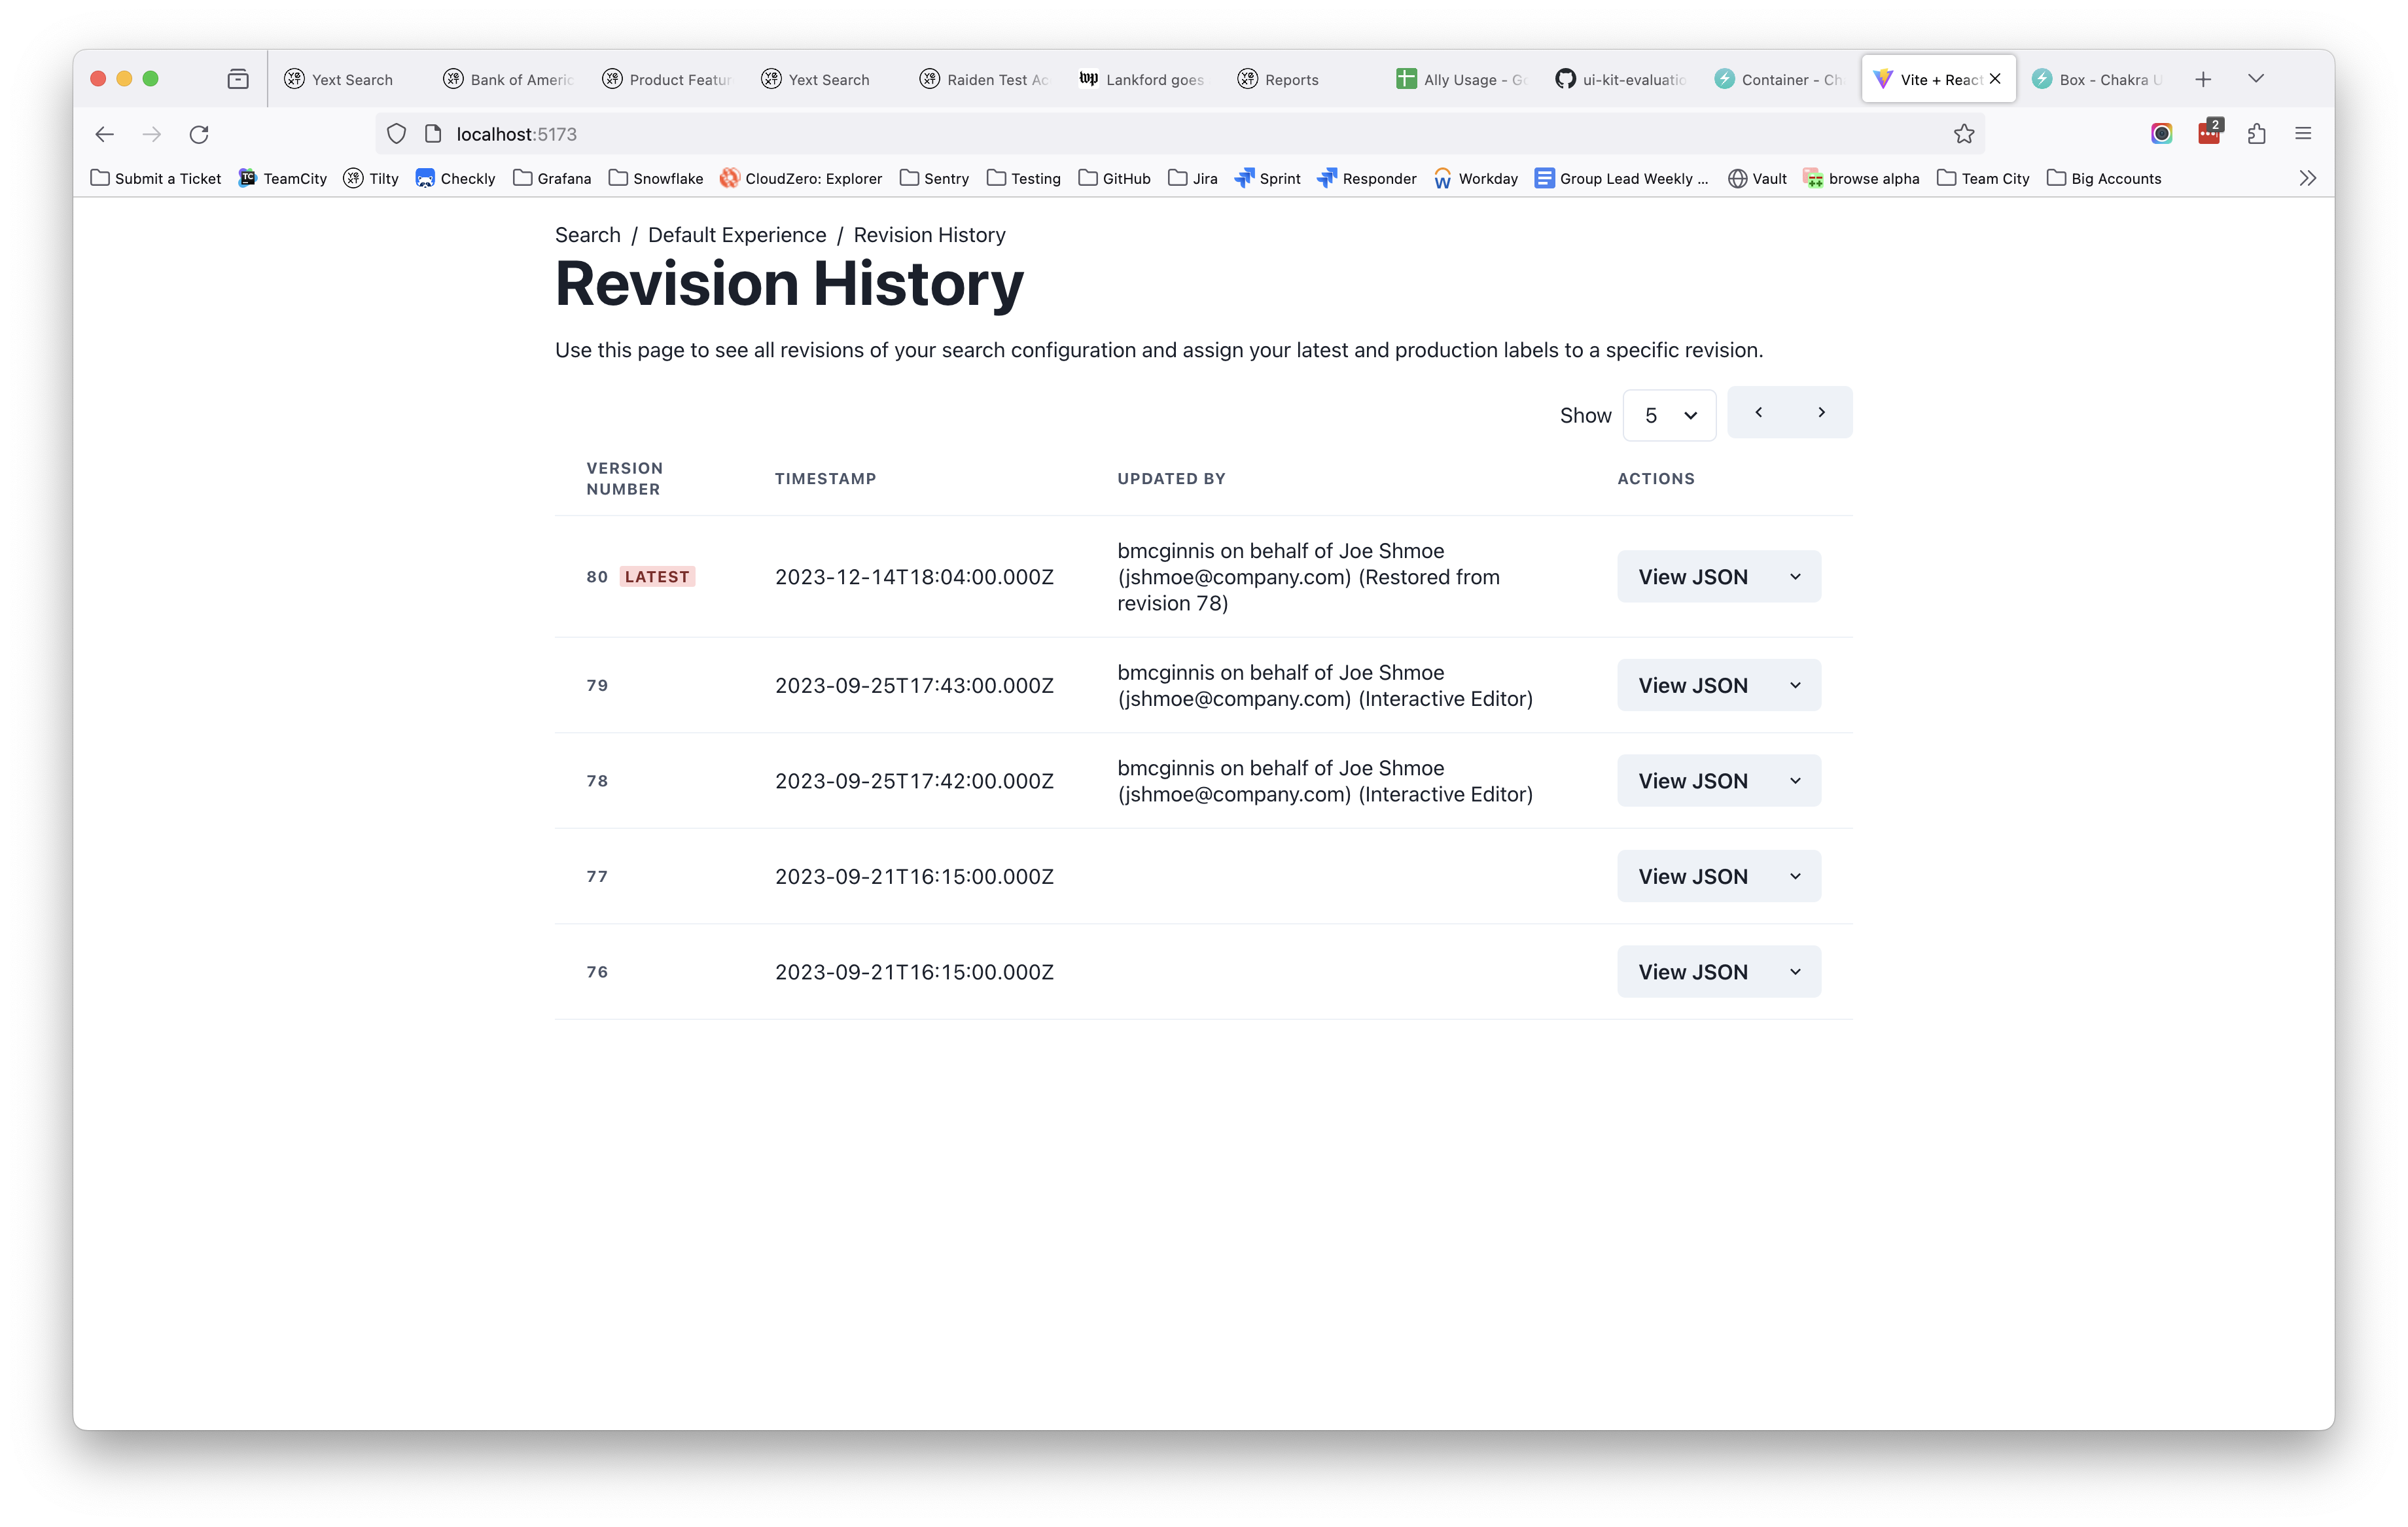 Yext Search
Bank of Americ
Product Featur
Yext Search
Raiden Test Ac
Lankford goes
Reports
Ally Usage - Go
ui-kit-evaluatio
Container - Ch
Vite + React
Box - Chakra U
localhost:5173
2
Submit a Ticket
TeamCity
Tilty
Checkly
Grafana
Snowflake
CloudZero: Explorer
Sentry
Testing
GitHub
Jira
Sprint
Responder
Workday
Group Lead Weekly ...
Vault
browse alpha
Team City
Big Accounts
Search / Default Experience / Revision History
Revision History
Use this page to see all revisions of your search configuration and assign your latest and production labels to a specific revision.
Show 5
VERSION
NUMBER
TIMESTAMP
UPDATED BY
ACTIONS
80 LATEST
2023-12-14T18:04:00.000Z
bmcginnis on behalf of Joe Shmoe
(jshmoe@company.com) (Restored from
revision 78)
View JSON
79
2023-09-25T17:43:00.000Z
bmcginnis on behalf of Joe Shmoe
(jshmoe@company.com) (Interactive Editor)
View JSON
78
2023-09-25T17:42:00.000Z
bmcginnis on behalf of Joe Shmoe
(jshmoe@company.com) (Interactive Editor)
View JSON
77
2023-09-21T16:15:00.000Z
View JSON
76
2023-09-21T16:15:00.000Z
View JSON